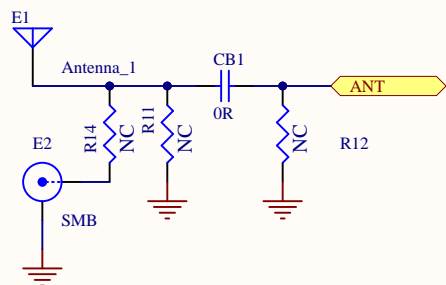 E1
Antenna_1
CB1
0R
ANT
R14
NC
R11
NC
NC
R12
E2
SMB